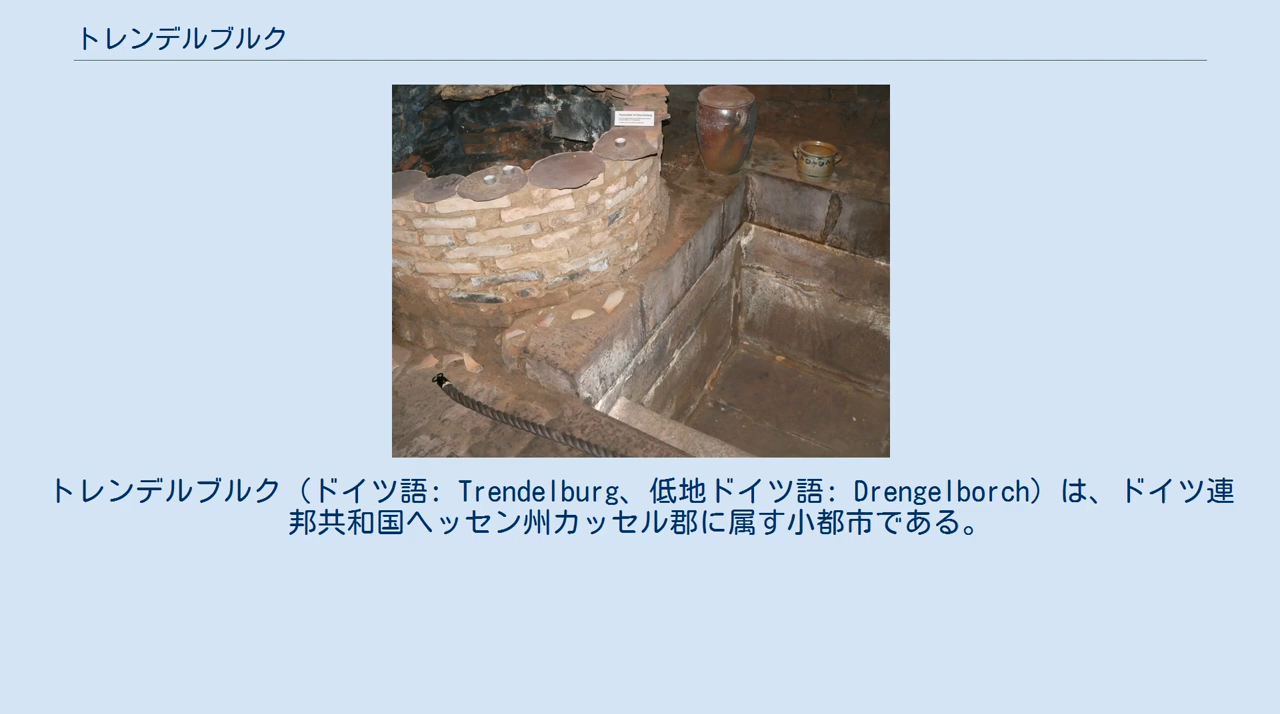 トレンデルブルク
トレンデルブルク（ドイツ語: Trendelburg、低地ドイツ語: Drengelborch）は、ドイツ連
邦共和国ヘッセン州カッセル郡に属す小都市である。